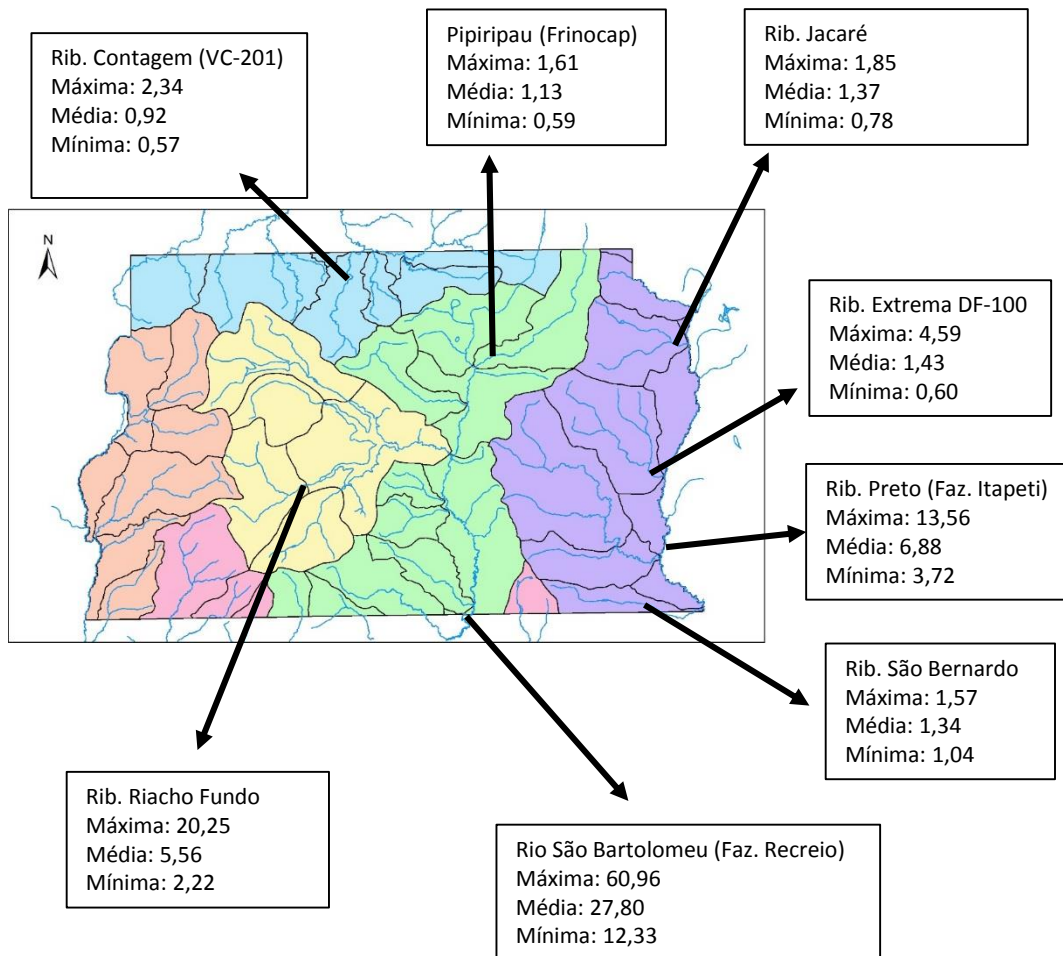 Rib. Contagem (VC-201)
Máxima: 2,34
Média: 0,92
Mínima: 0,57
Pipiripau (Frinocap)
Máxima: 1,61
Média: 1,13
Mínima: 0,59
Rib. Jacaré
Máxima: 1,85
Média: 1,37
Mínima: 0,78
N
Rib. Extrema DF-100
Máxima: 4,59
Média: 1,43
Mínima: 0,60
Rib. Preto (Faz. Itapeti)
Máxima: 13,56
Média: 6,88
Mínima: 3,72
Rib. São Bernardo
Máxima: 1,57
Média: 1,34
Mínima: 1,04
Rib. Riacho Fundo
Máxima: 20,25
Média: 5,56
Mínima: 2,22
Rio São Bartolomeu (Faz. Recreio)
Máxima: 60,96
Média: 27,80
Mínima: 12,33